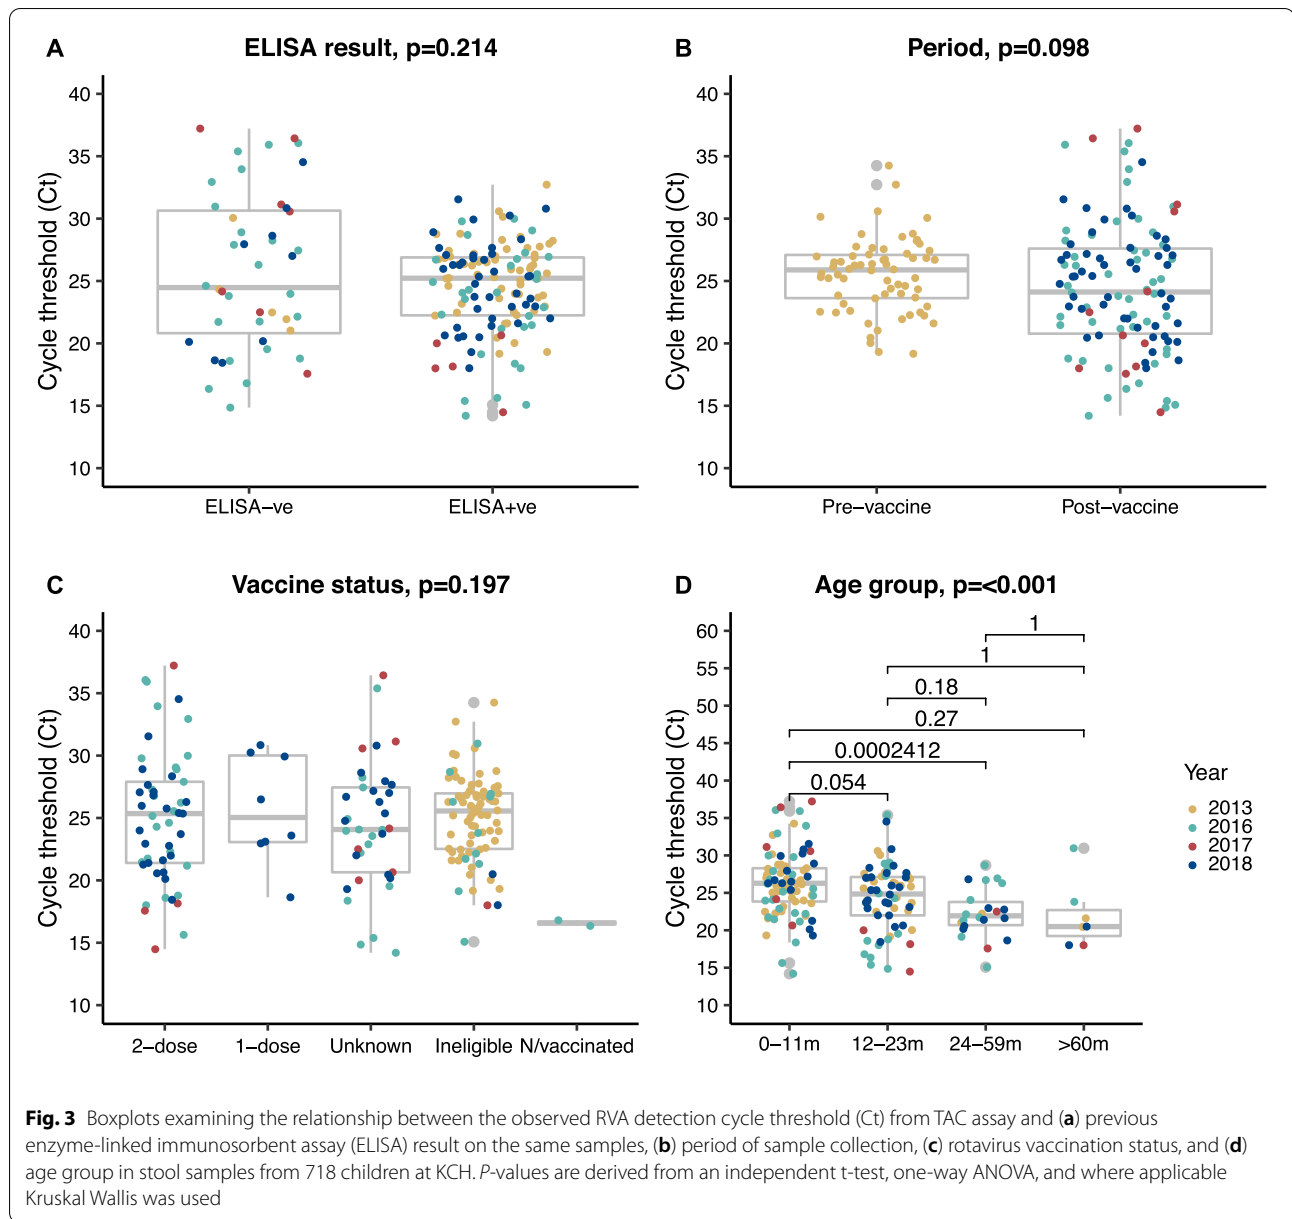 A
ELISA result, p=0.214
Cycle threshold (Ct)
40
35
30
25
20
15
10
ELISA–ve
ELISA+ve
B
Period, p=0.098
Cycle threshold (Ct)
40
35
30
25
20
15
10
Pre–vaccine
Post–vaccine
C
Vaccine status, p=0.197
Cycle threshold (Ct)
40
35
30
25
20
15
10
2–dose
1–dose
Unknown
Ineligible
N/vaccinated
D
Age group, p=<0.001
Cycle threshold (Ct)
60
55
50
45
40
35
30
25
20
15
10
1
1
0.18
0.27
0.0002412
0.054
0–11m
12–23m
24–59m
>60m
Year
2013
2016
2017
2018
Fig. 3 Boxplots examining the relationship between the observed RVA detection cycle threshold (Ct) from TAC assay and (a) previous
enzyme-linked immunosorbent assay (ELISA) result on the same samples, (b) period of sample collection, (c) rotavirus vaccination status, and (d)
age group in stool samples from 718 children at KCH. P-values are derived from an independent t-test, one-way ANOVA, and where applicable
Kruskal Wallis was used